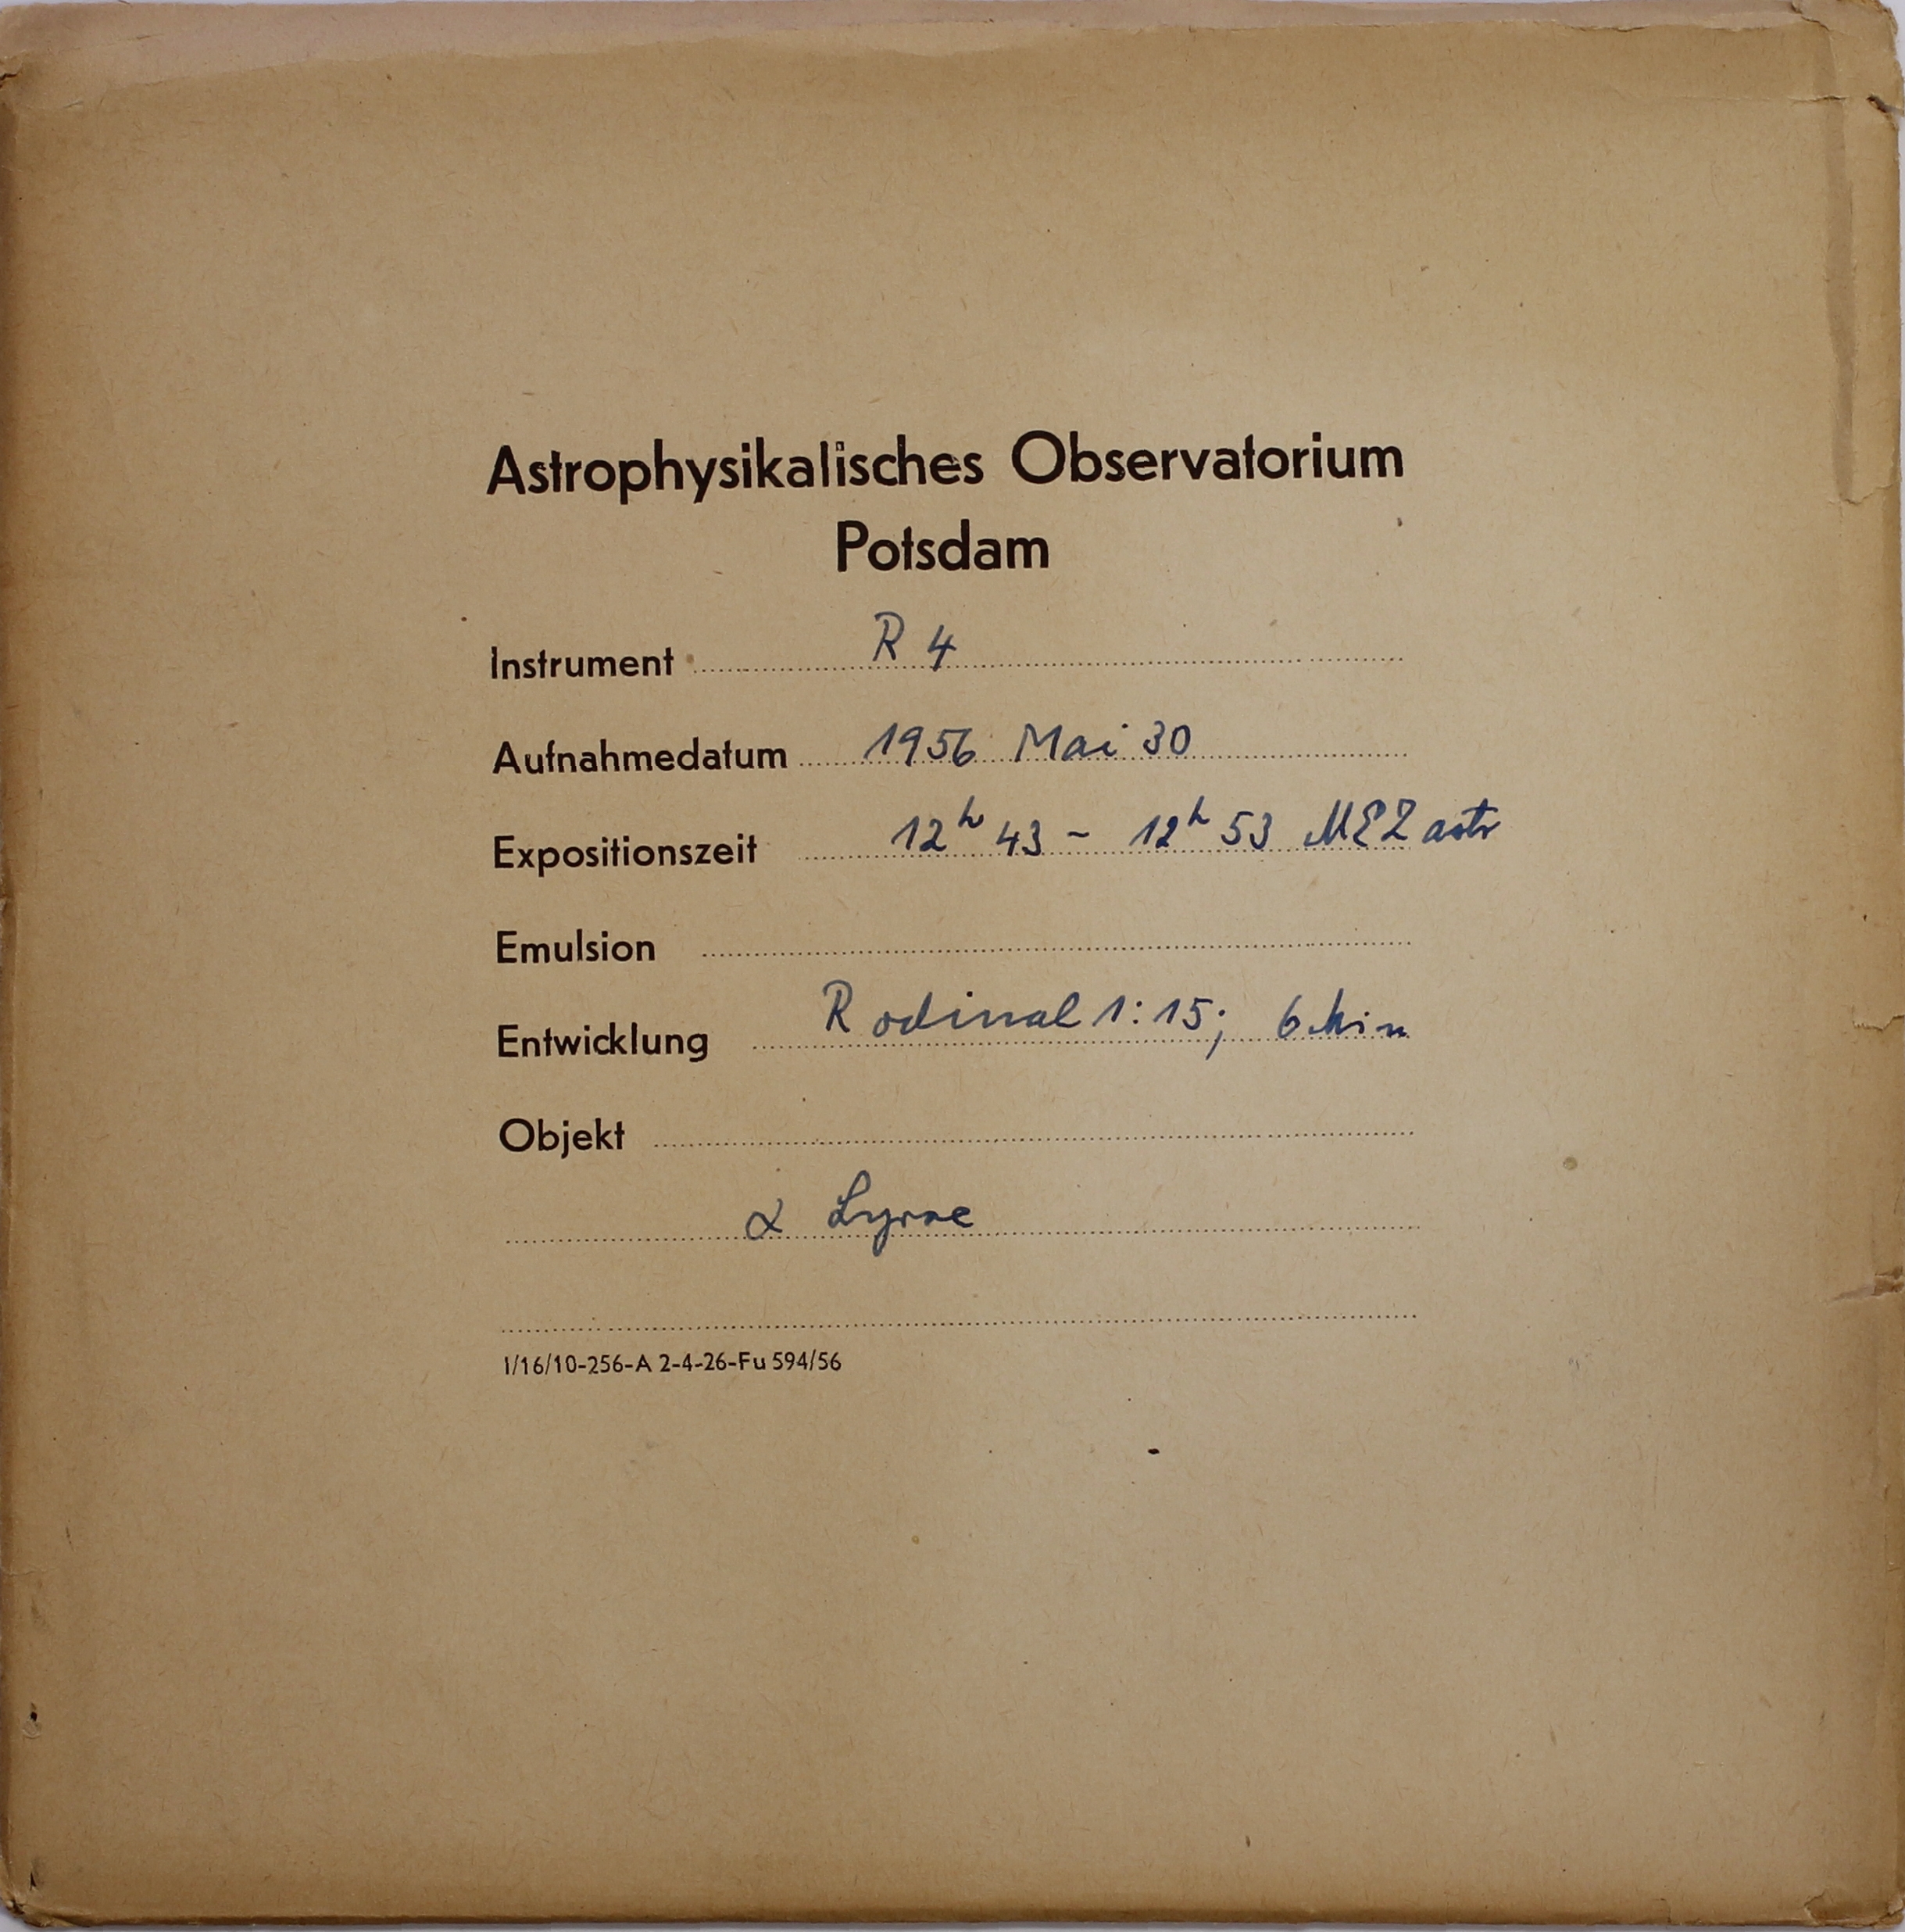 Astrophysikalisches Observatorium
Potsdam
Instrument R 4
Aufnahmedatum 1956 Mai 30
Expositionszeit 12h 43 - 12h 53 MEZ astr
Emulsion
Entwicklung Rodinal 1:15; 6 Min
Objekt
α Lyrae
I/16/10-256-A 2-4-26-Fu 594/56